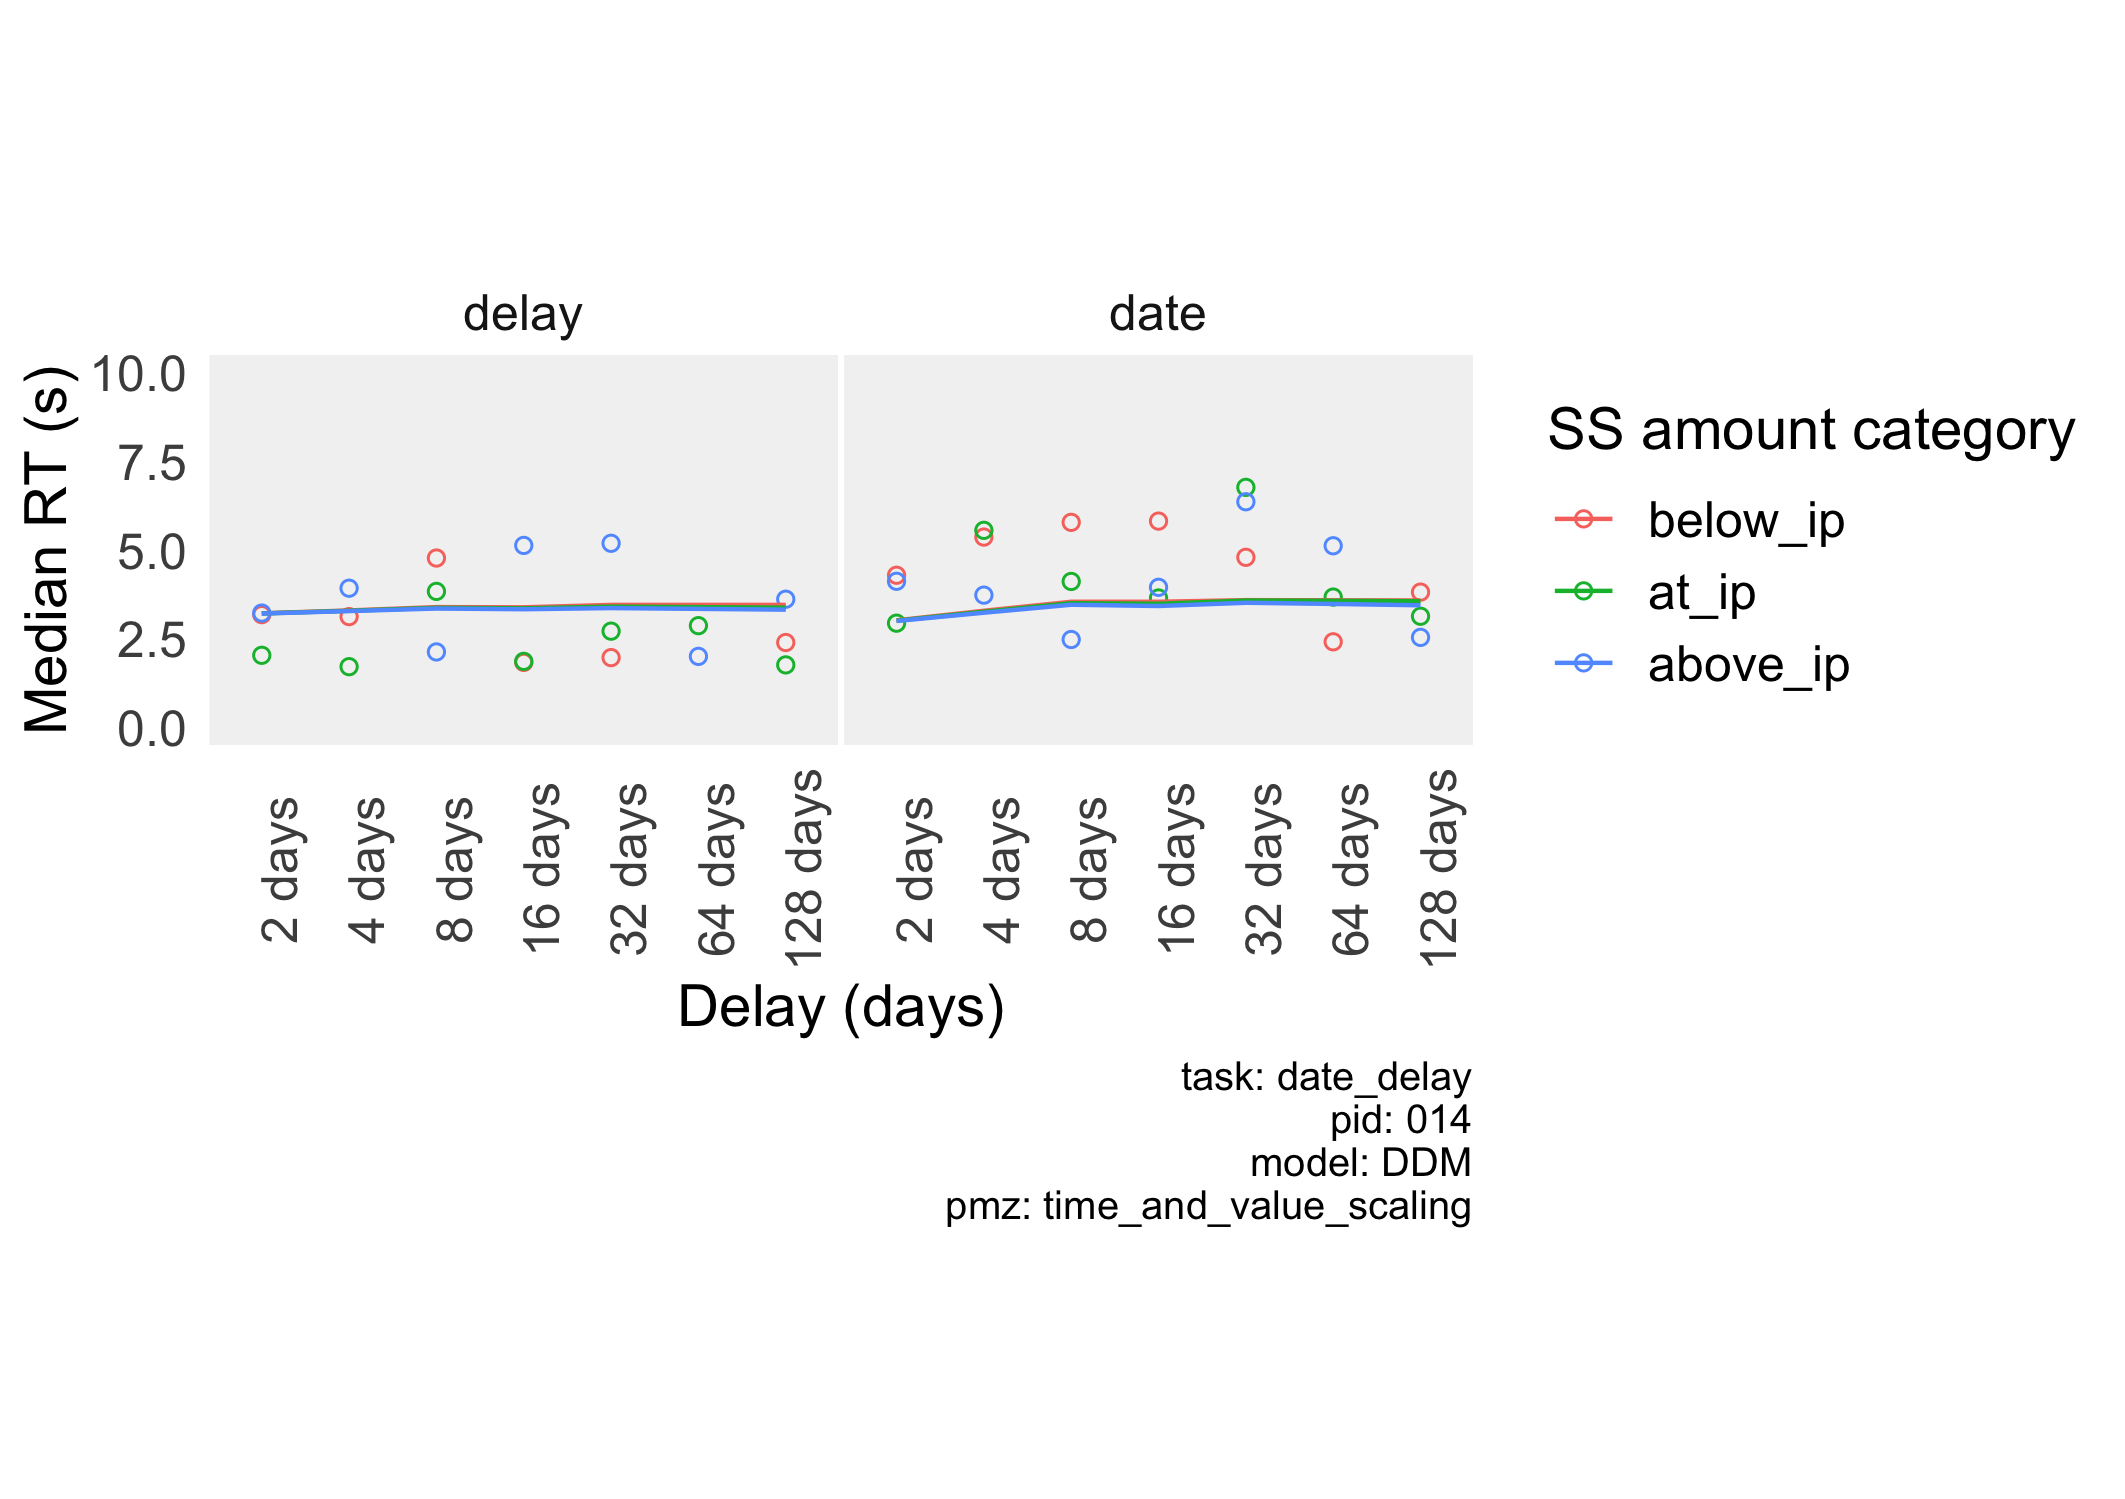 delay
date
Median RT (s)
10.0
7.5
5.0
2.5
0.0
2 days
4 days
8 days
16 days
32 days
64 days
128 days
2 days
4 days
8 days
16 days
32 days
64 days
128 days
Delay (days)
SS amount category
below_ip
at_ip
above_ip
task: date_delay
pid: 014
model: DDM
pmz: time_and_value_scaling